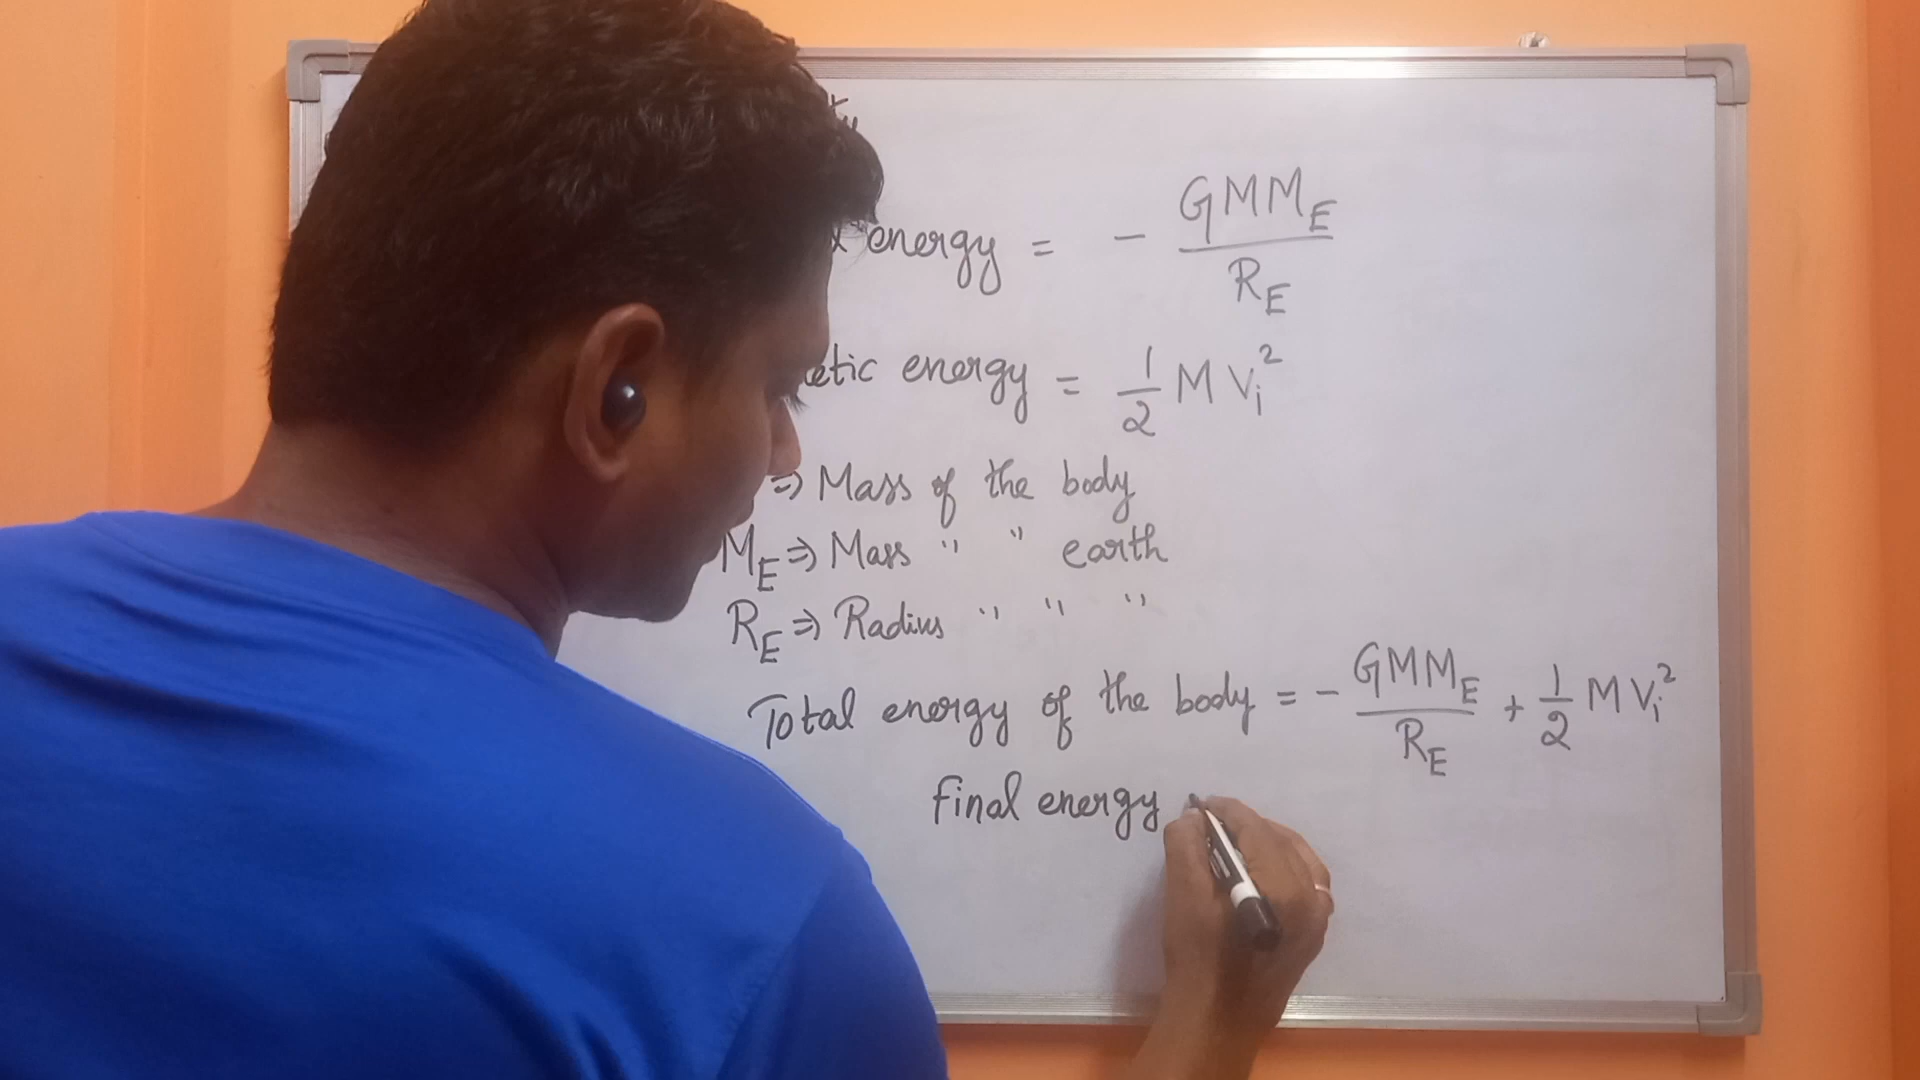 energy = - GMM_E / R_E
etic energy = 1/2 M V_i^2
⇒ Mass of the body
M_E ⇒ Mass " " earth
R_E ⇒ Radius " " "
Total energy of the body = - GMM_E / R_E + 1/2 M V_i^2
final energy